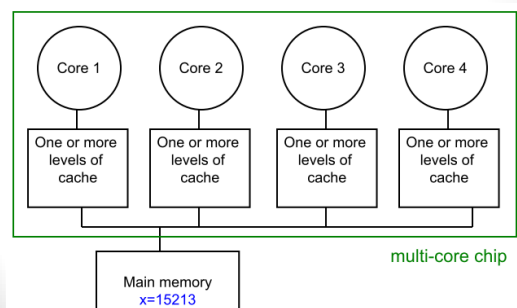 Core 1
Core 2
Core 3
Core 4
One or more
levels of
cache
One or more
levels of
cache
One or more
levels of
cache
One or more
levels of
cache
multi-core chip
Main memory
x=15213